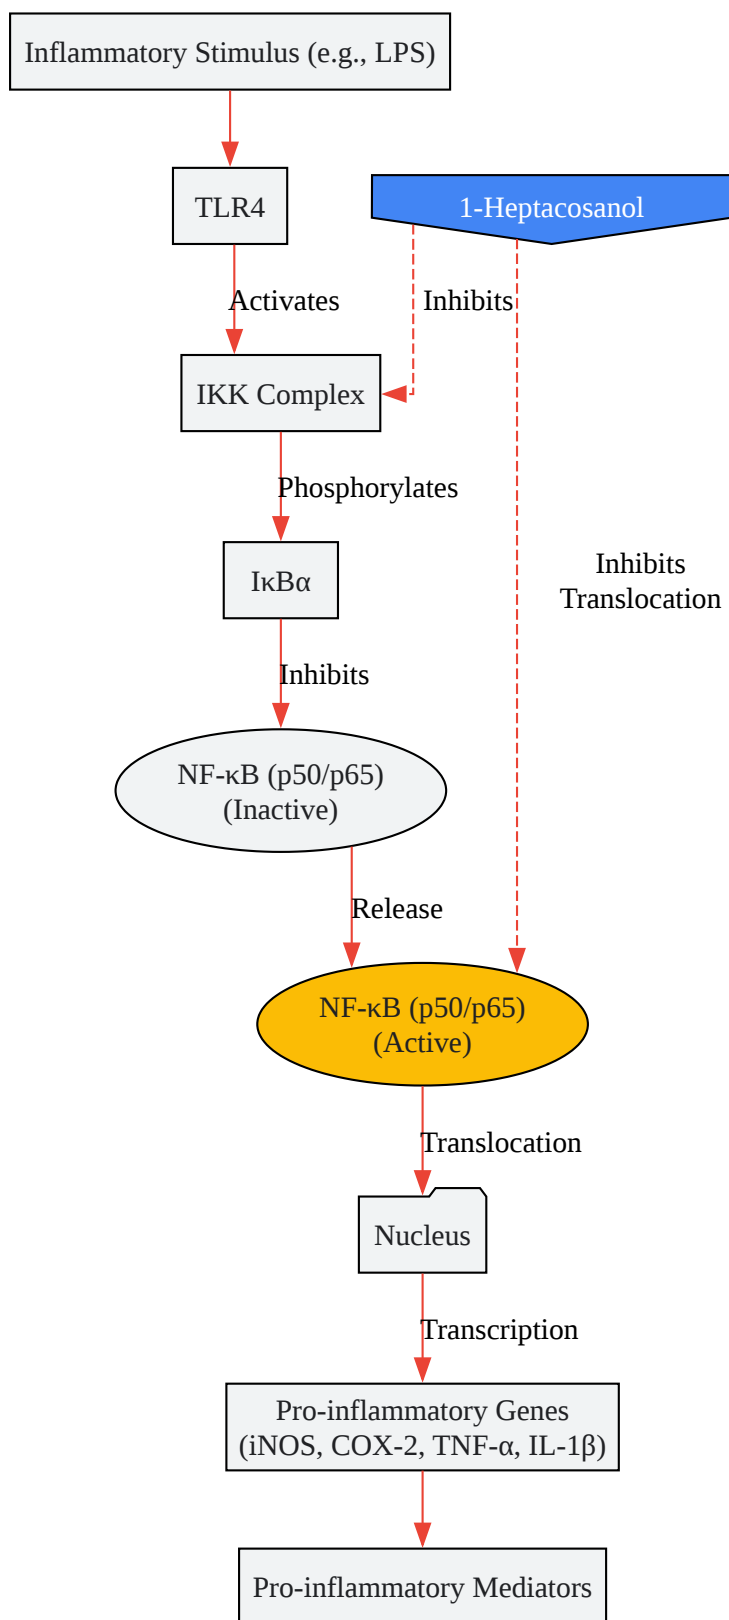 Inflammatory Stimulus (e.g., LPS)
TLR4
1-Heptacosanol
Activates
Inhibits
IKK Complex
Phosphorylates
IκBα
Inhibits
Translocation
Inhibits
NF-κB (p50/p65)
(Inactive)
Release
NF-κB (p50/p65)
(Active)
Translocation
Nucleus
Transcription
Pro-inflammatory Genes
(iNOS, COX-2, TNF-α, IL-1β)
Pro-inflammatory Mediators